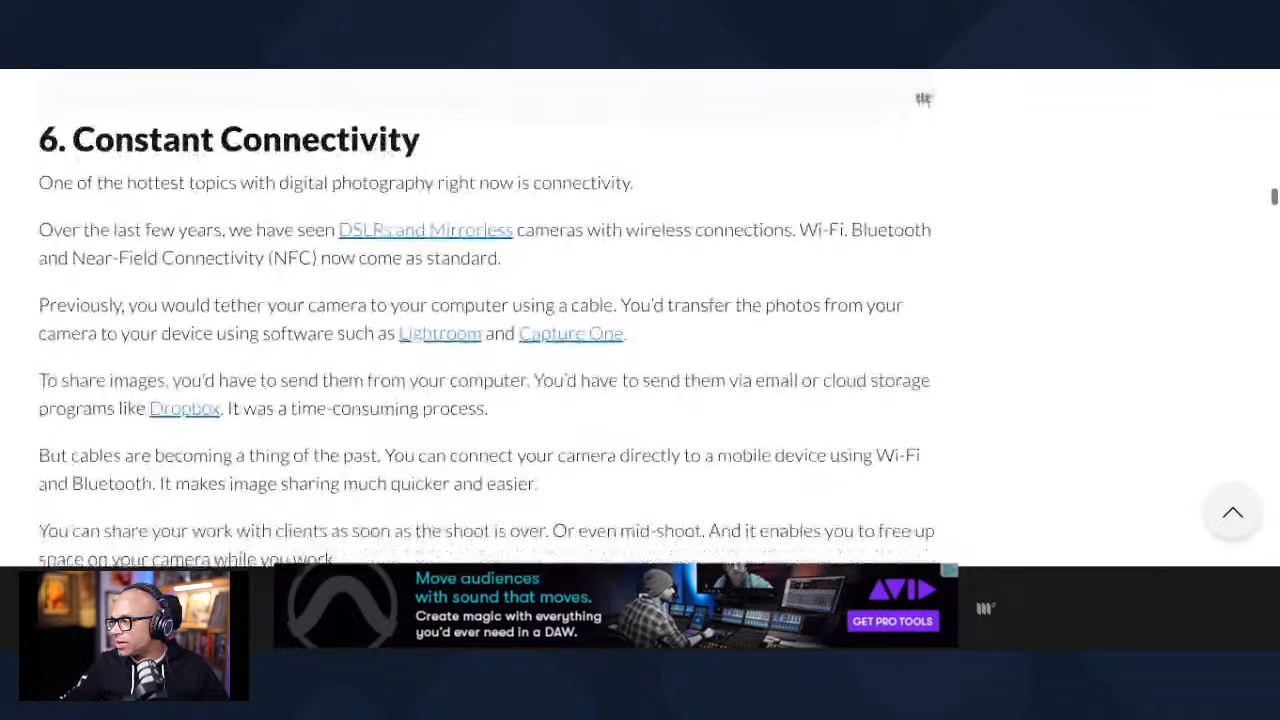 6. Constant Connectivity
One of the hottest topics with digital photography right now is connectivity.
Over the last few years, we have seen DSLRs and Mirrorless cameras with wireless connections. Wi-Fi, Bluetooth
and Near-Field Connectivity (NFC) now come as standard.
Previously, you would tether your camera to your computer using a cable. You'd transfer the photos from your
camera to your device using software such as Lightroom and Capture One.
To share images, you'd have to send them from your computer. You'd have to send them via email or cloud storage
programs like Dropbox. It was a time-consuming process.
But cables are becoming a thing of the past. You can connect your camera directly to a mobile device using Wi-Fi
and Bluetooth. It makes image sharing much quicker and easier.
You can share your work with clients as soon as the shoot is over. Or even mid-shoot. And it enables you to free up
space on your camera while you work.
Move audiences
with sound that moves.
Create magic with everything
you'd ever need in a DAW.
AVID
GET PRO TOOLS